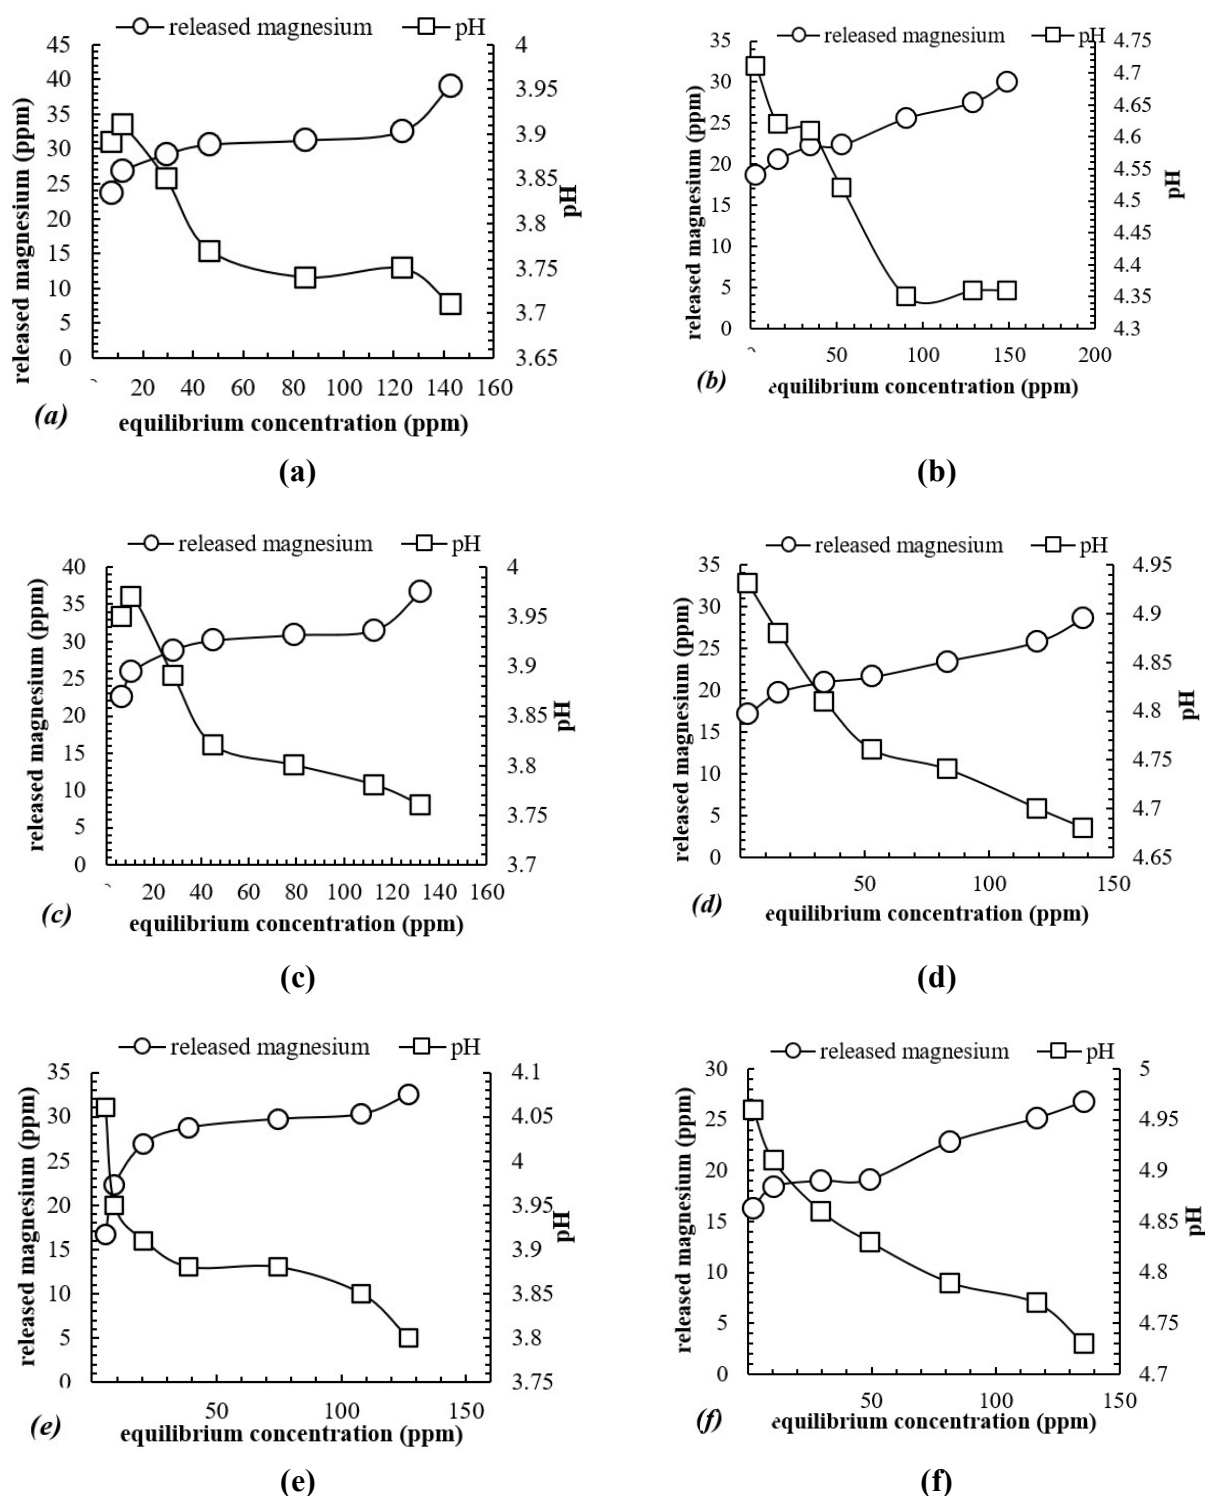 released magnesium pH
45
40
35
30
25
20
15
10
5
0
released magnesium (ppm)
4
3.95
3.9
3.85
3.8
3.75
3.7
3.65
pH
20 40 60 80 100 120 140 160
equilibrium concentration (ppm)
(a)
(a)
released magnesium pH
35
30
25
20
15
10
5
0
released magnesium (ppm)
4.75
4.7
4.65
4.6
4.55
4.5
4.45
4.4
4.35
4.3
pH
50 100 150 200
equilibrium concentration (ppm)
(b)
(b)
released magnesium pH
40
35
30
25
20
15
10
5
0
released magnesium (ppm)
4
3.95
3.9
3.85
3.8
3.75
3.7
pH
20 40 60 80 100 120 140 160
equilibrium concentration (ppm)
(c)
(c)
released magnesium pH
35
30
25
20
15
10
5
0
released magnesium (ppm)
4.95
4.9
4.85
4.8
4.75
4.7
4.65
pH
50 100 150
equilibrium concentration (ppm)
(d)
(d)
released magnesium pH
35
30
25
20
15
10
5
0
released magnesium (ppm)
4.1
4.05
4
3.95
3.9
3.85
3.8
3.75
pH
50 100 150
equilibrium concentration (ppm)
(e)
(e)
released magnesium pH
30
25
20
15
10
5
0
released magnesium (ppm)
5
4.95
4.9
4.85
4.8
4.75
4.7
pH
50 100 150
equilibrium concentration (ppm)
(f)
(f)